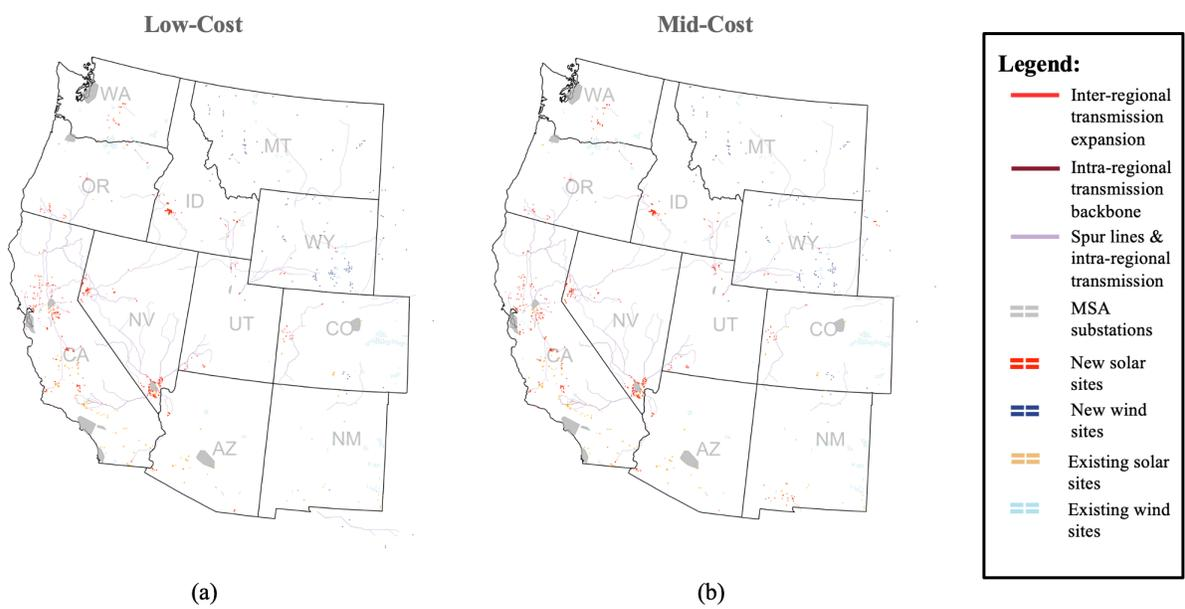 Low-Cost
Mid-Cost
WA
MT
OR
ID
WY
NV
UT
CO
CA
AZ
NM
WA
MT
OR
ID
WY
NV
UT
CO
CA
AZ
NM
Legend:
Inter-regional
transmission
expansion
Intra-regional
transmission
backbone
Spur lines &
intra-regional
transmission
MSA
substations
New solar
sites
New wind
sites
Existing solar
sites
Existing wind
sites
(a)
(b)